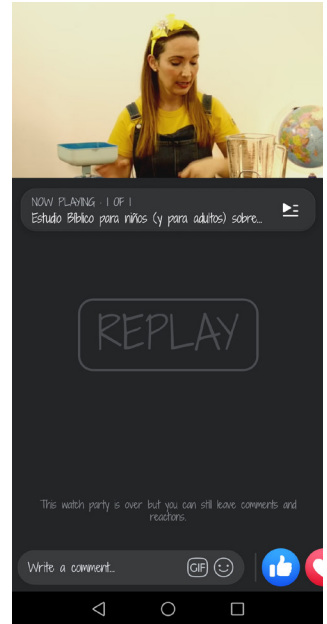 NOW PLAYING · 1 OF 1
Estudio Bíblico para niños (y para adultos) sobre...
REPLAY
This watch party is over but you can still leave comments and
reactions.
Write a comment... GIF